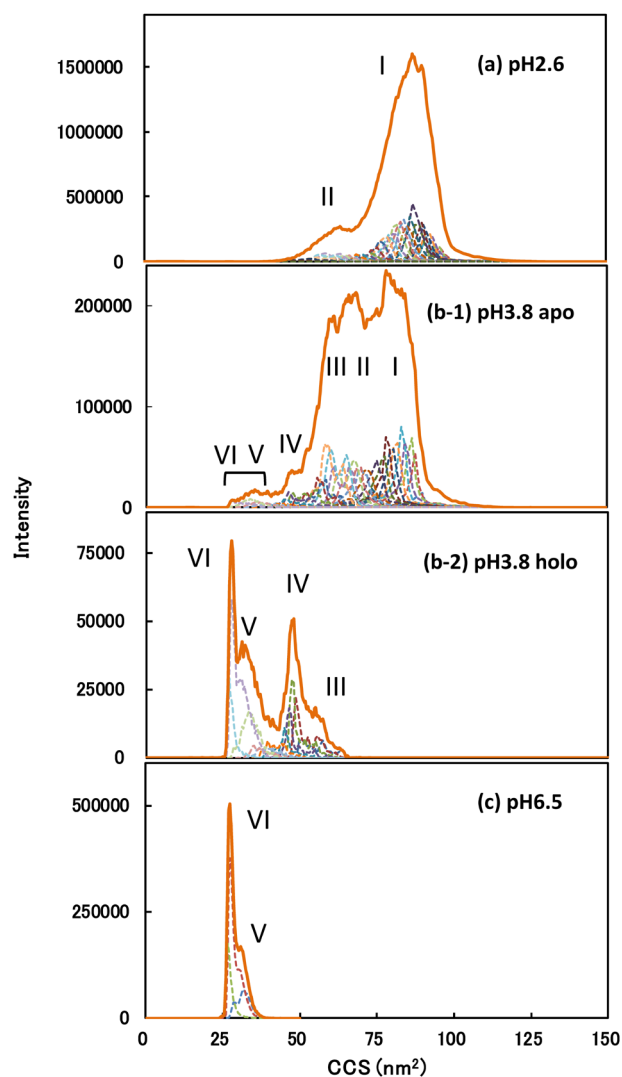 (a) pH2.6
I
II
1500000
1000000
500000
0
(b-1) pH3.8 apo
III II I
IV
VI V
200000
100000
0
Intensity
(b-2) pH3.8 holo
VI
IV
V
III
75000
50000
25000
0
(c) pH6.5
VI
V
500000
250000
0
0 25 50 75 100 125 150
CCS (nm²)